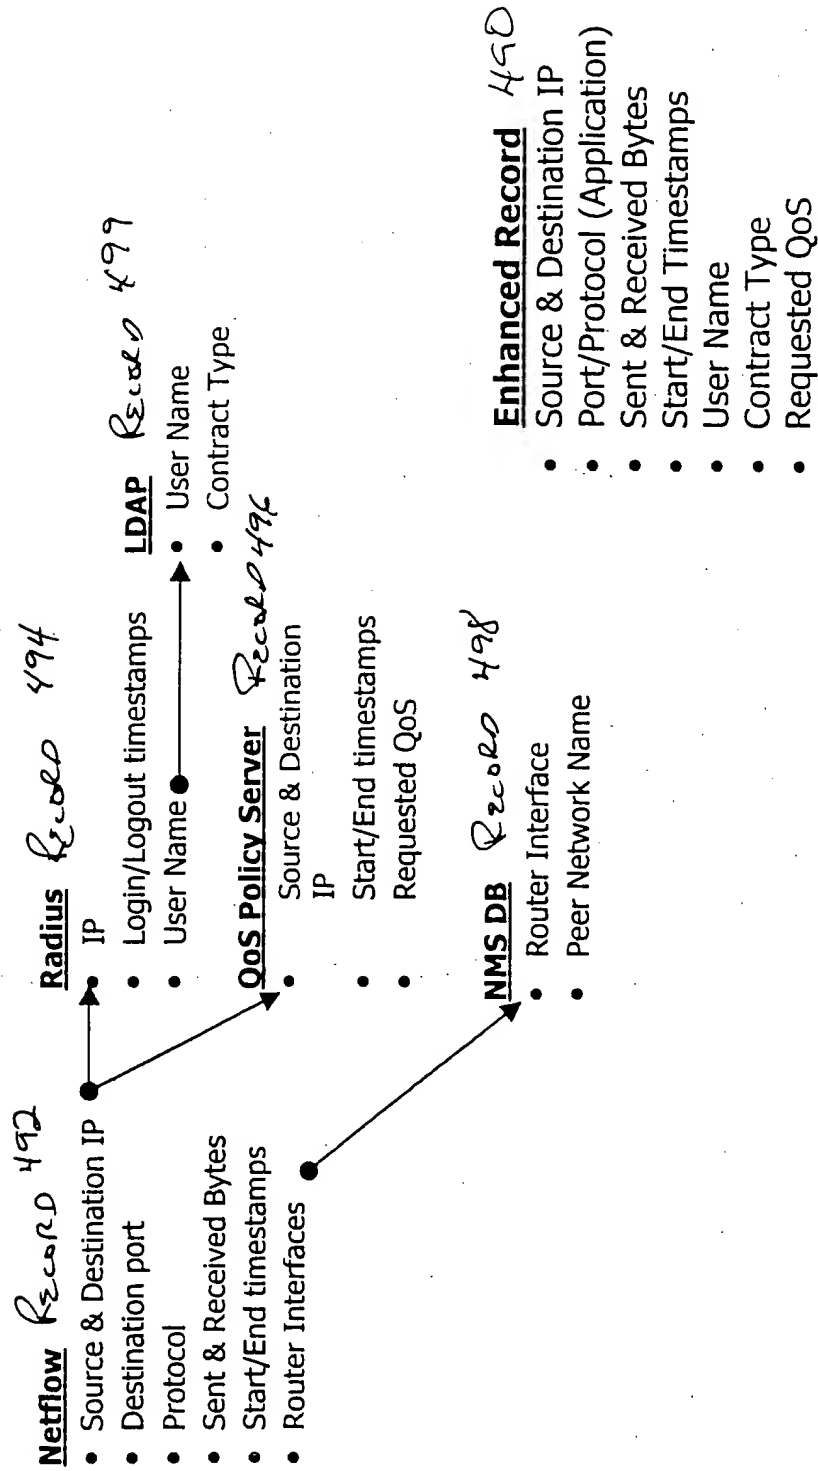 Netflow RECORD 492
• Source & Destination IP
• Destination port
• Protocol
• Sent & Received Bytes
• Start/End timestamps
• Router Interfaces
Radius RECORD 494
• IP
• Login/Logout timestamps
• User Name
LDAP RECORD 499
• User Name
• Contract Type
QoS Policy Server RECORD 496
• Source & Destination
IP
• Start/End timestamps
• Requested QoS
NMS DB RECORD 498
• Router Interface
• Peer Network Name
Enhanced Record 490
• Source & Destination IP
• Port/Protocol (Application)
• Sent & Received Bytes
• Start/End Timestamps
• User Name
• Contract Type
• Requested QoS